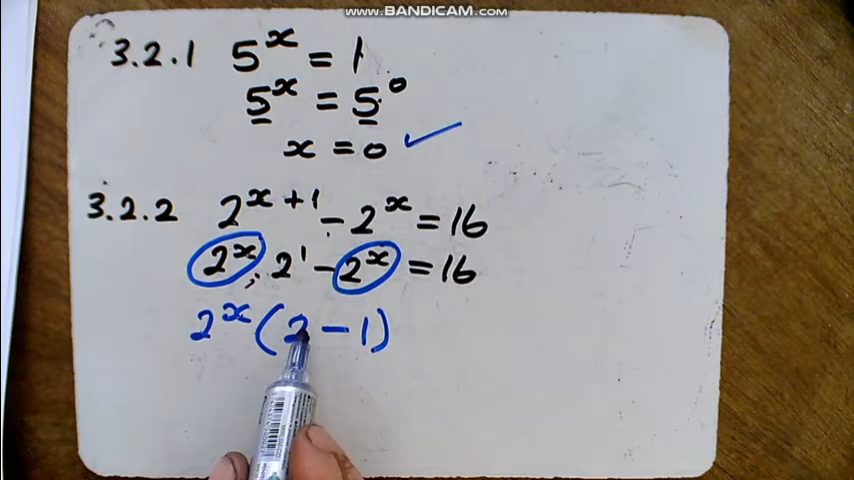 www.BANDICAM.com
3.2.1 5^x = 1
5^x = 5^0
x = 0 ✓
3.2.2 2^(x+1) - 2^x = 16
2^x . 2^1 - 2^x = 16
2^x (2 - 1)